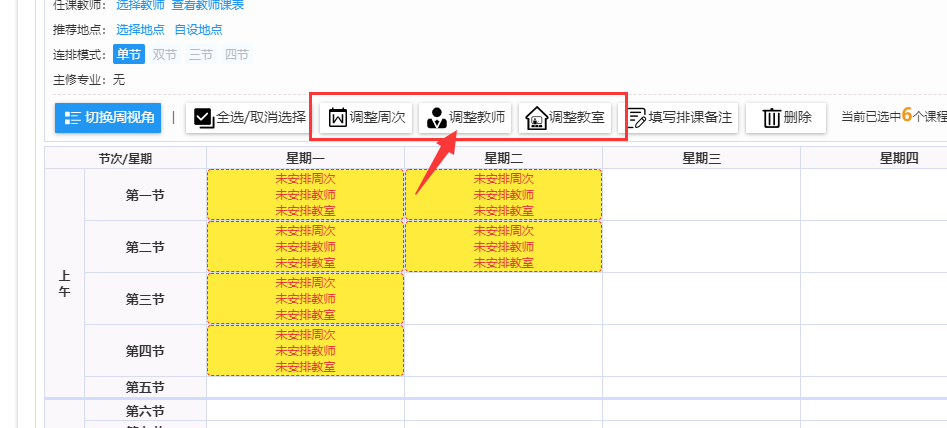 任课教师： 选择教师 查看教师课表
推荐地点： 选择地点 自设地点
连排模式： 单节 双节 三节 四节
主修专业：无
切换周视角 | 全选/取消选择 调整周次 调整教师 调整教室 填写排课备注 删除 当前已选中6个课程
节次/星期 星期一 星期二 星期三 星期四
上午
第一节
未安排周次 未安排周次
未安排教师 未安排教师
未安排教室 未安排教室
第二节
未安排周次 未安排周次
未安排教师 未安排教师
未安排教室 未安排教室
第三节
未安排周次
未安排教师
未安排教室
第四节
未安排周次
未安排教师
未安排教室
第五节
第六节